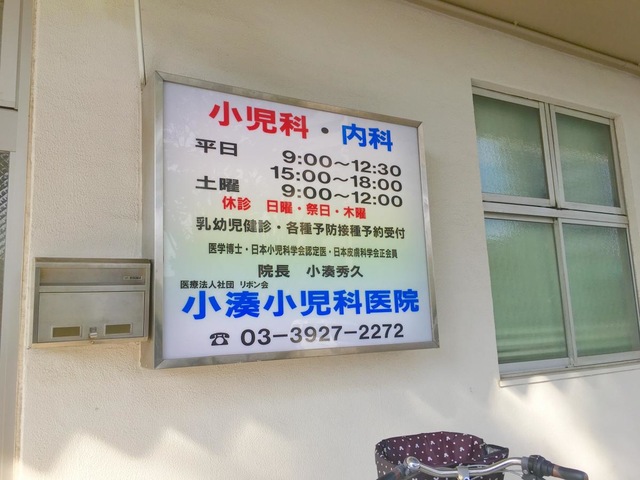 小児科・内科
平日 9:00〜12:30
15:00〜18:00
土曜 9:00〜12:00
休診 日曜・祭日・木曜
乳幼児健診・各種予防接種予約受付
医学博士・日本小児科学会認定医・日本皮膚科学会正会員
院長 小湊秀久
医療法人社団 リボン会
小湊小児科医院
☎ 03-3927-2272